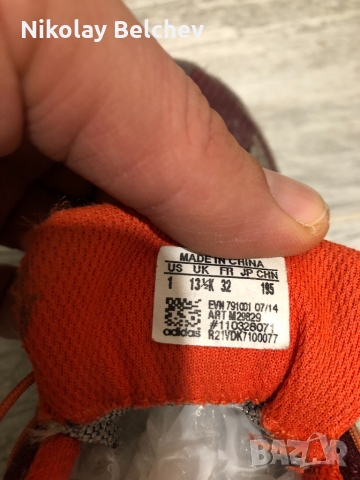 Nikolay Belchev
MADE IN CHINA
US UK FR JP CHN
1 13½K 32 195
EVN 791001 07/14
ART M29829
#110328071
adidas R21VDK7100077
BAZAR